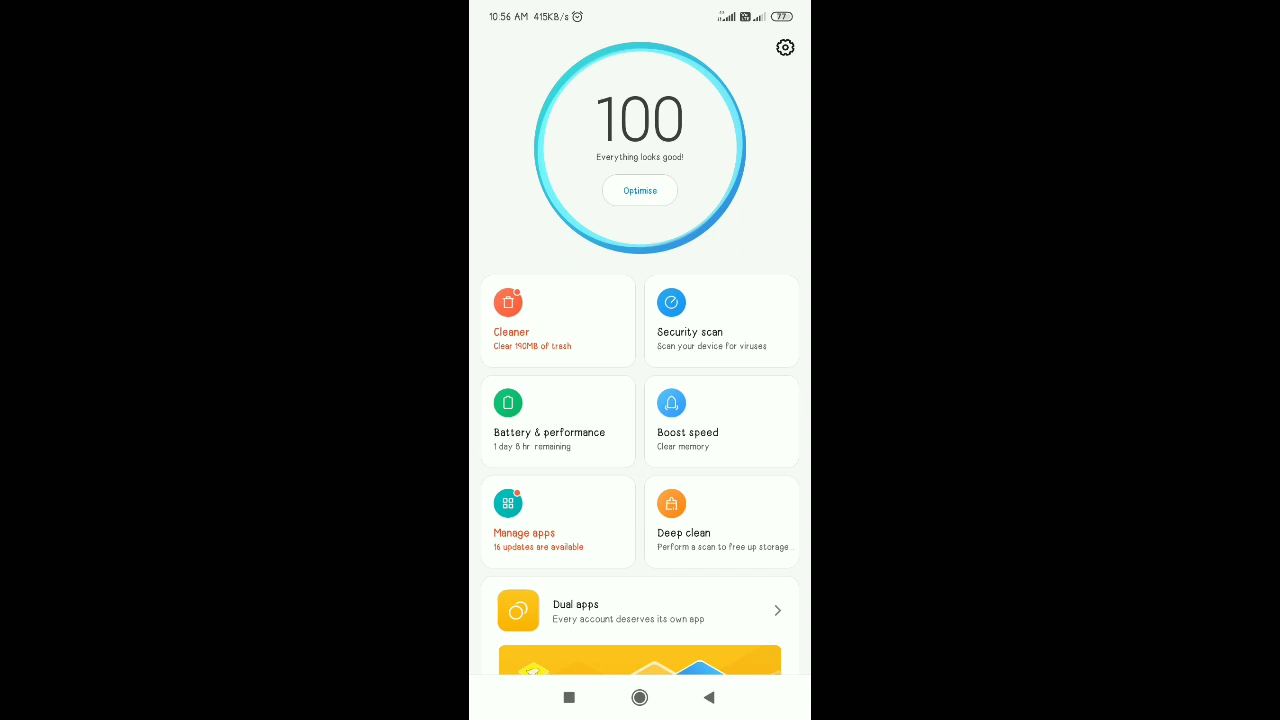 10:56 AM 415KB/s
77
100
Everything looks good!
Optimise
Cleaner
Clear 190MB of trash
Security scan
Scan your device for viruses
Battery & performance
1 day 8 hr remaining
Boost speed
Clear memory
Manage apps
16 updates are available
Deep clean
Perform a scan to free up storage
Dual apps
Every account deserves its own app